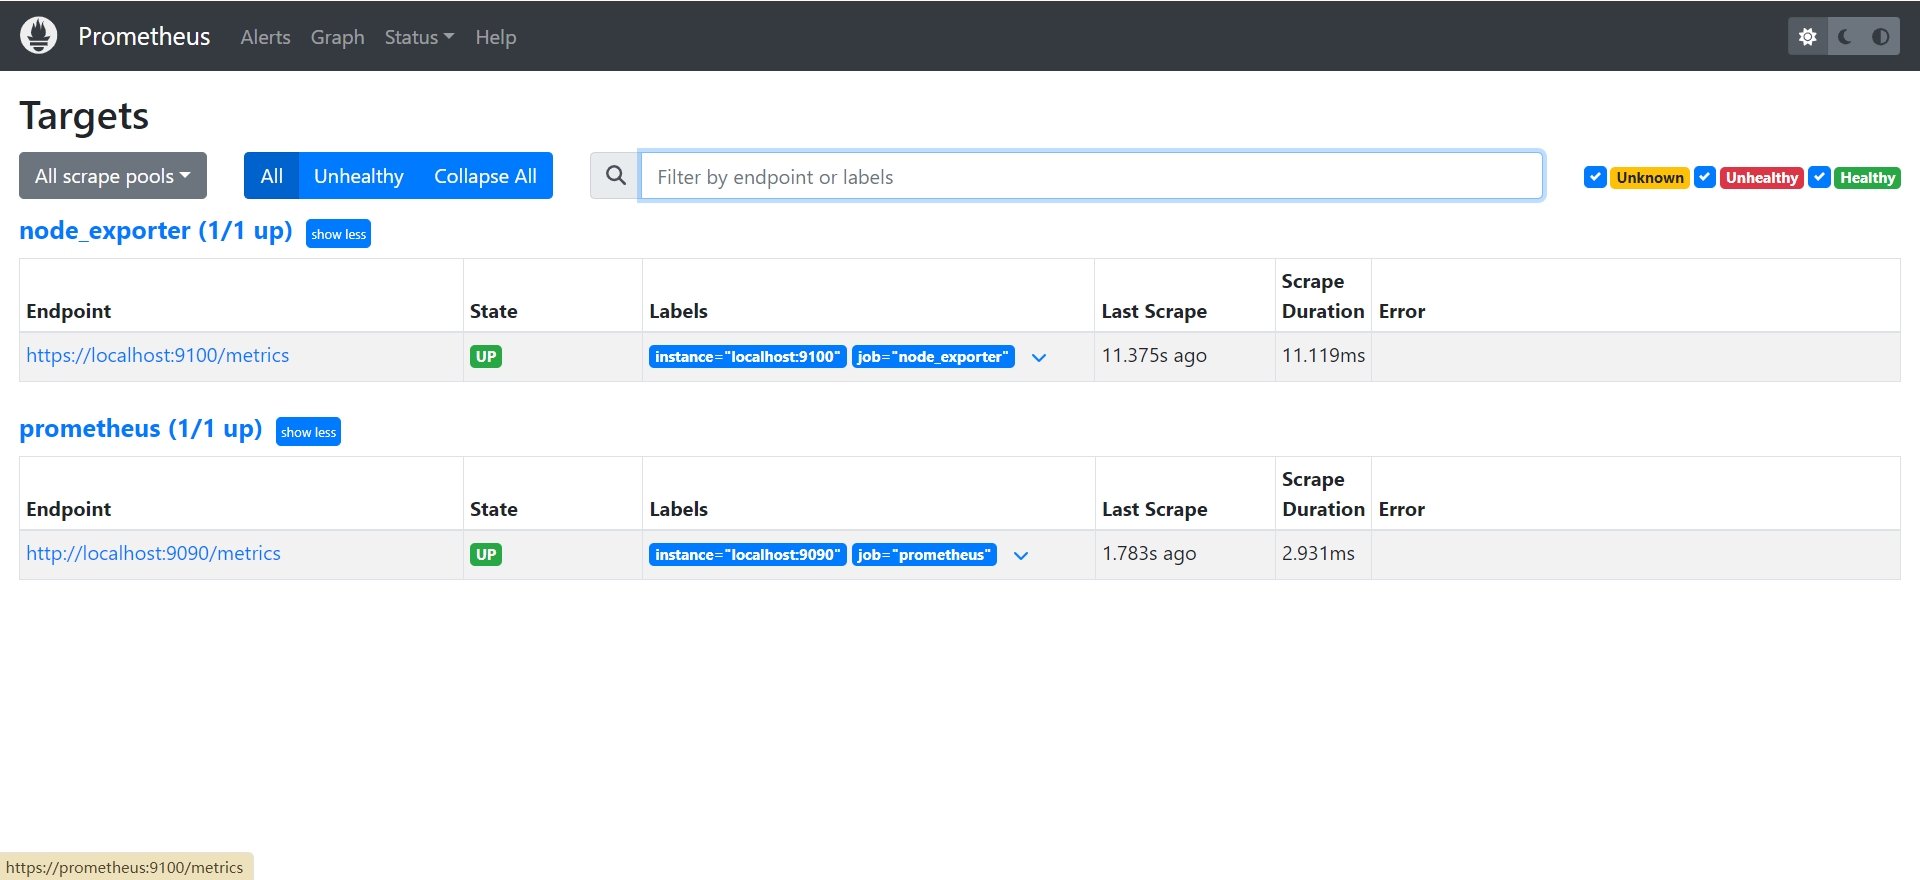 Prometheus Alerts Graph Status Help
Targets
All scrape pools All Unhealthy Collapse All Filter by endpoint or labels Unknown Unhealthy Healthy
node_exporter (1/1 up) show less
Endpoint State Labels Last Scrape Scrape Duration Error
https://localhost:9100/metrics UP instance="localhost:9100" job="node_exporter" 11.375s ago 11.119ms
prometheus (1/1 up) show less
Endpoint State Labels Last Scrape Scrape Duration Error
http://localhost:9090/metrics UP instance="localhost:9090" job="prometheus" 1.783s ago 2.931ms
https://prometheus:9100/metrics